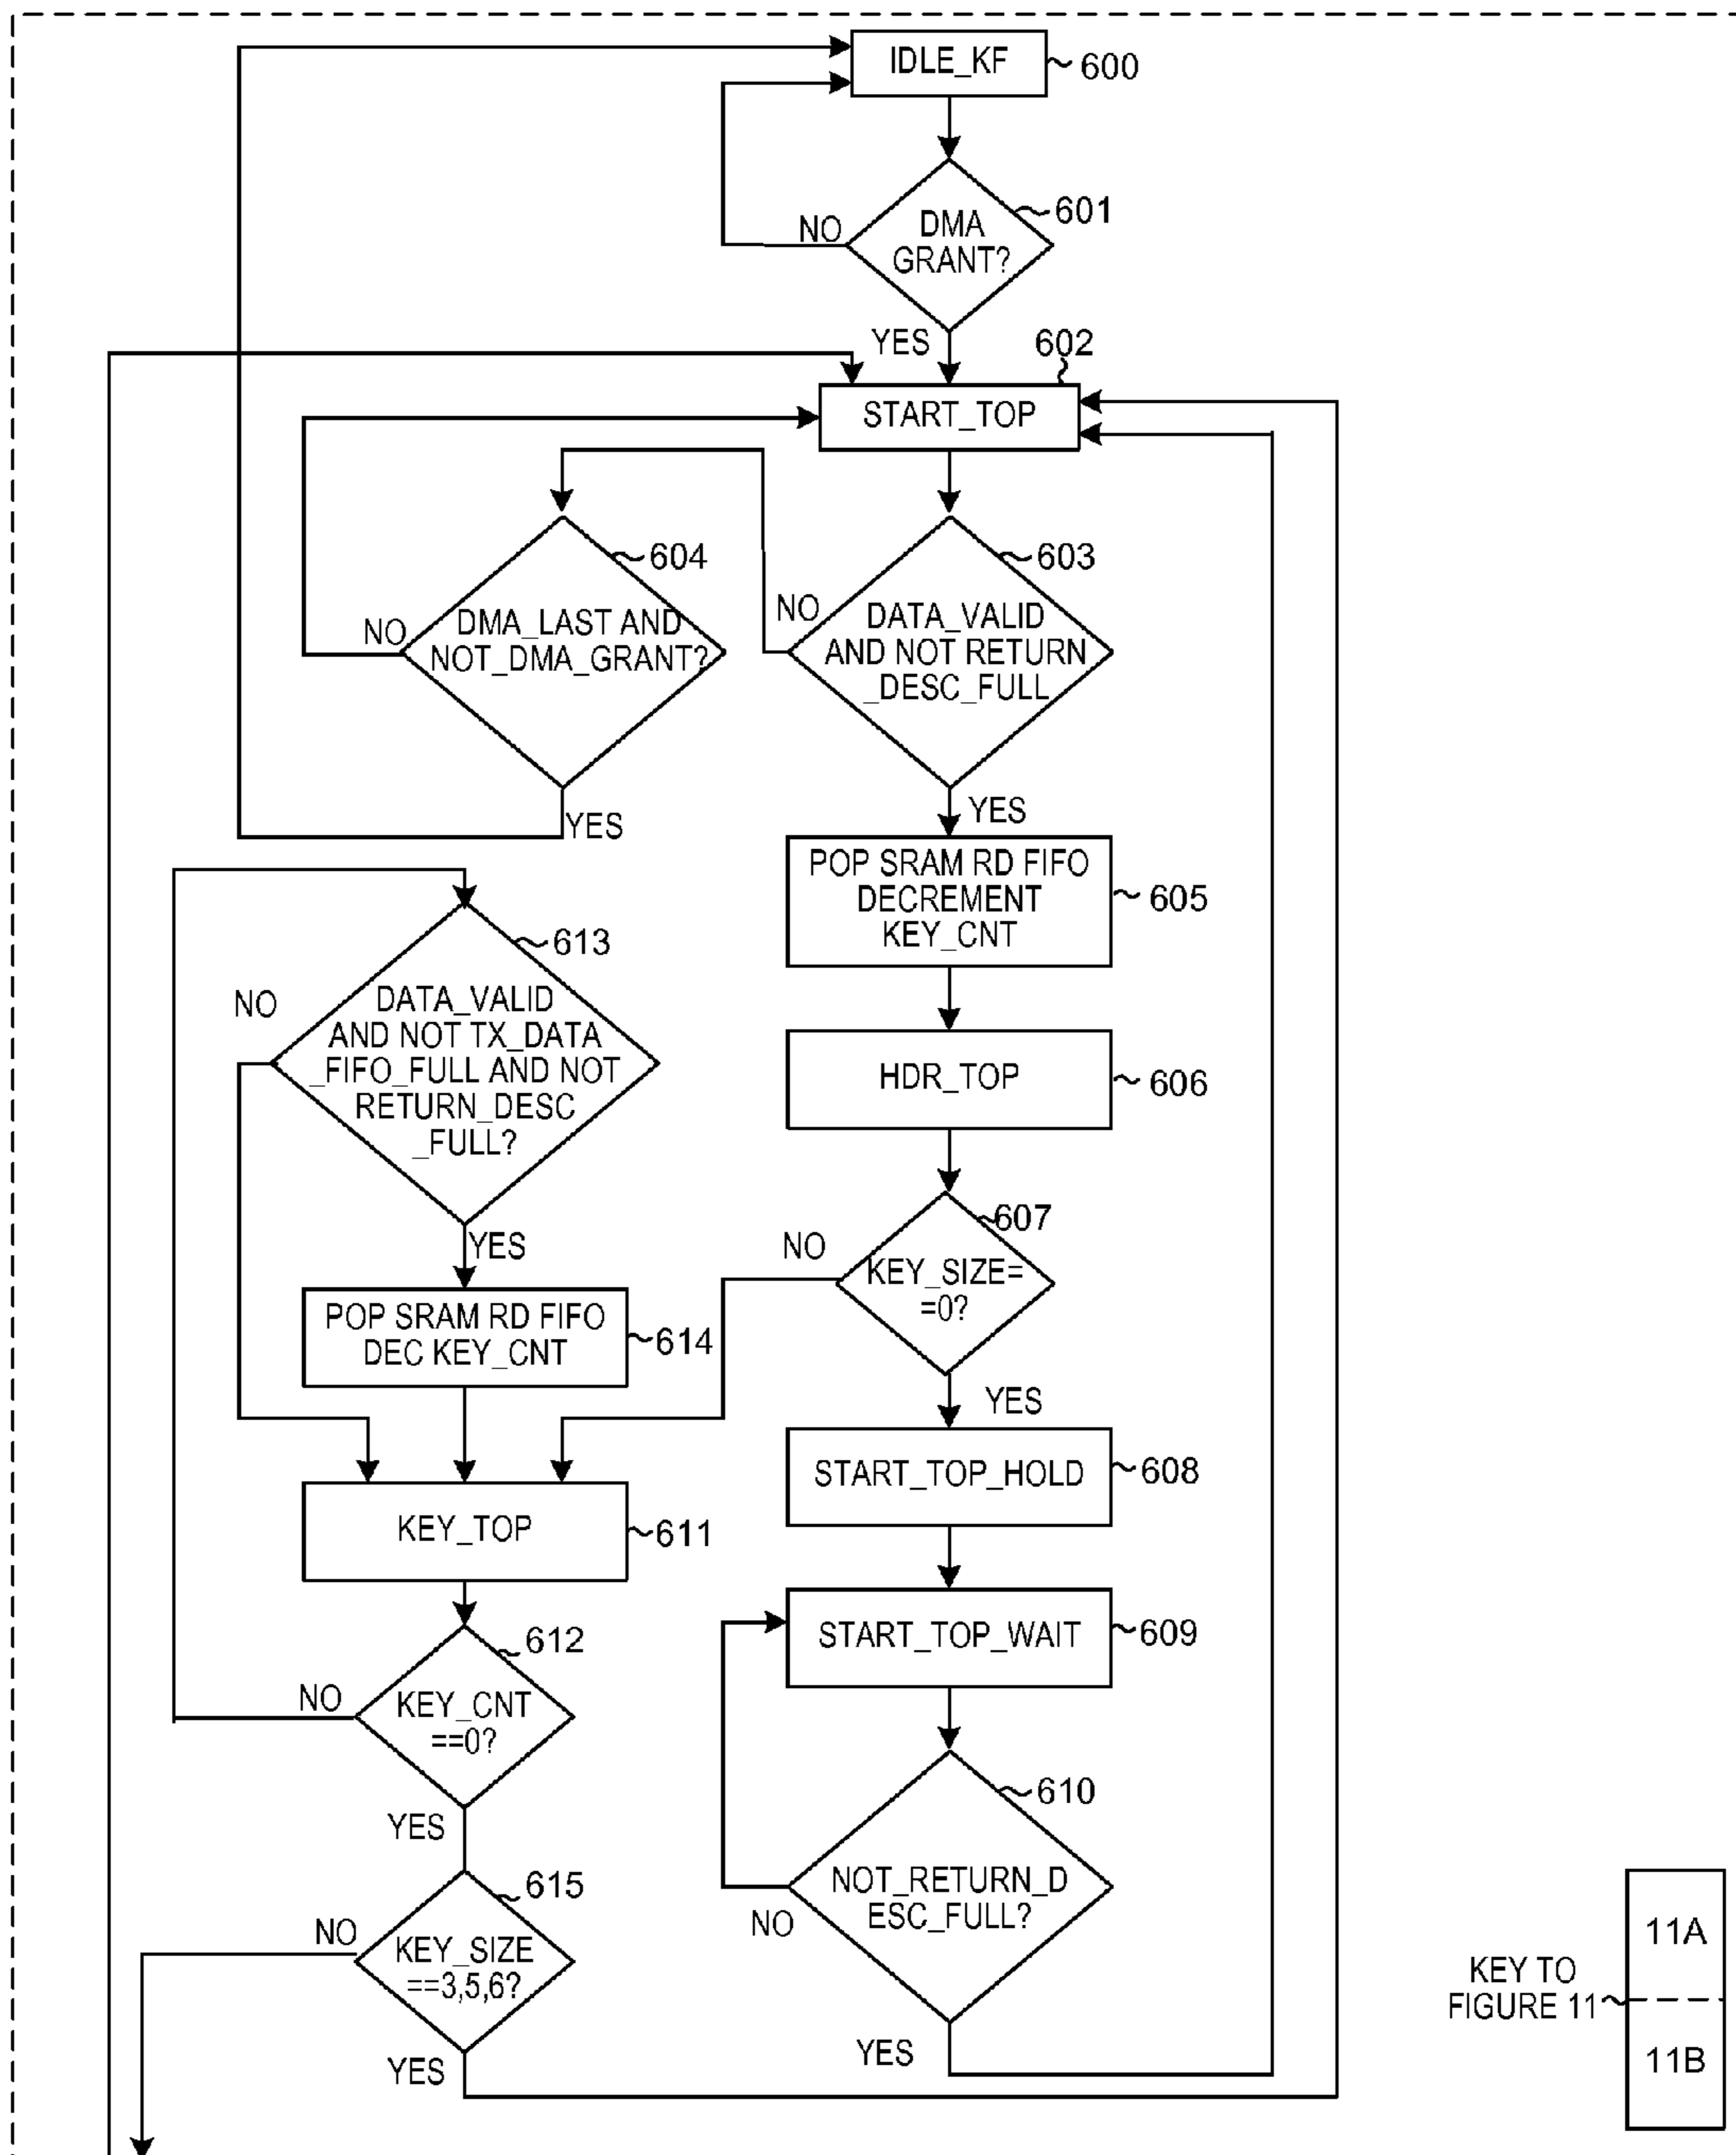 IDLE_KF
600
601
DMA
GRANT?
NO
YES
602
START_TOP
604
DMA_LAST AND
NOT_DMA_GRANT?
NO
YES
603
DATA_VALID
AND NOT RETURN
_DESC_FULL
NO
YES
POP SRAM RD FIFO
DECREMENT
KEY_CNT
605
613
NO
DATA_VALID
AND NOT TX_DATA
_FIFO_FULL AND NOT
RETURN_DESC
_FULL?
YES
HDR_TOP
606
607
NO
KEY_SIZE=
=0?
YES
POP SRAM RD FIFO
DEC KEY_CNT
614
START_TOP_HOLD
608
KEY_TOP
611
START_TOP_WAIT
609
612
NO
KEY_CNT
==0?
YES
610
NOT_RETURN_D
ESC_FULL?
NO
YES
615
NO
KEY_SIZE
==3,5,6?
YES
KEY TO
FIGURE 11
11A
11B